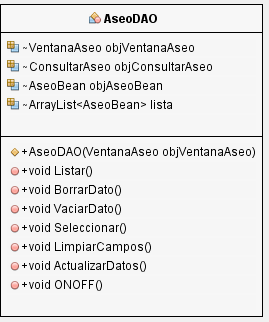 AseoDAO
~VentanaAseo objVentanaAseo
~ConsultarAseo objConsultarAseo
~AseoBean objAseoBean
~ArrayList<AseoBean> lista
+AseoDAO(VentanaAseo objVentanaAseo)
+void Listar()
+void BorrarDato()
+void VaciarDato()
+void Seleccionar()
+void LimpiarCampos()
+void ActualizarDatos()
+void ONOFF()